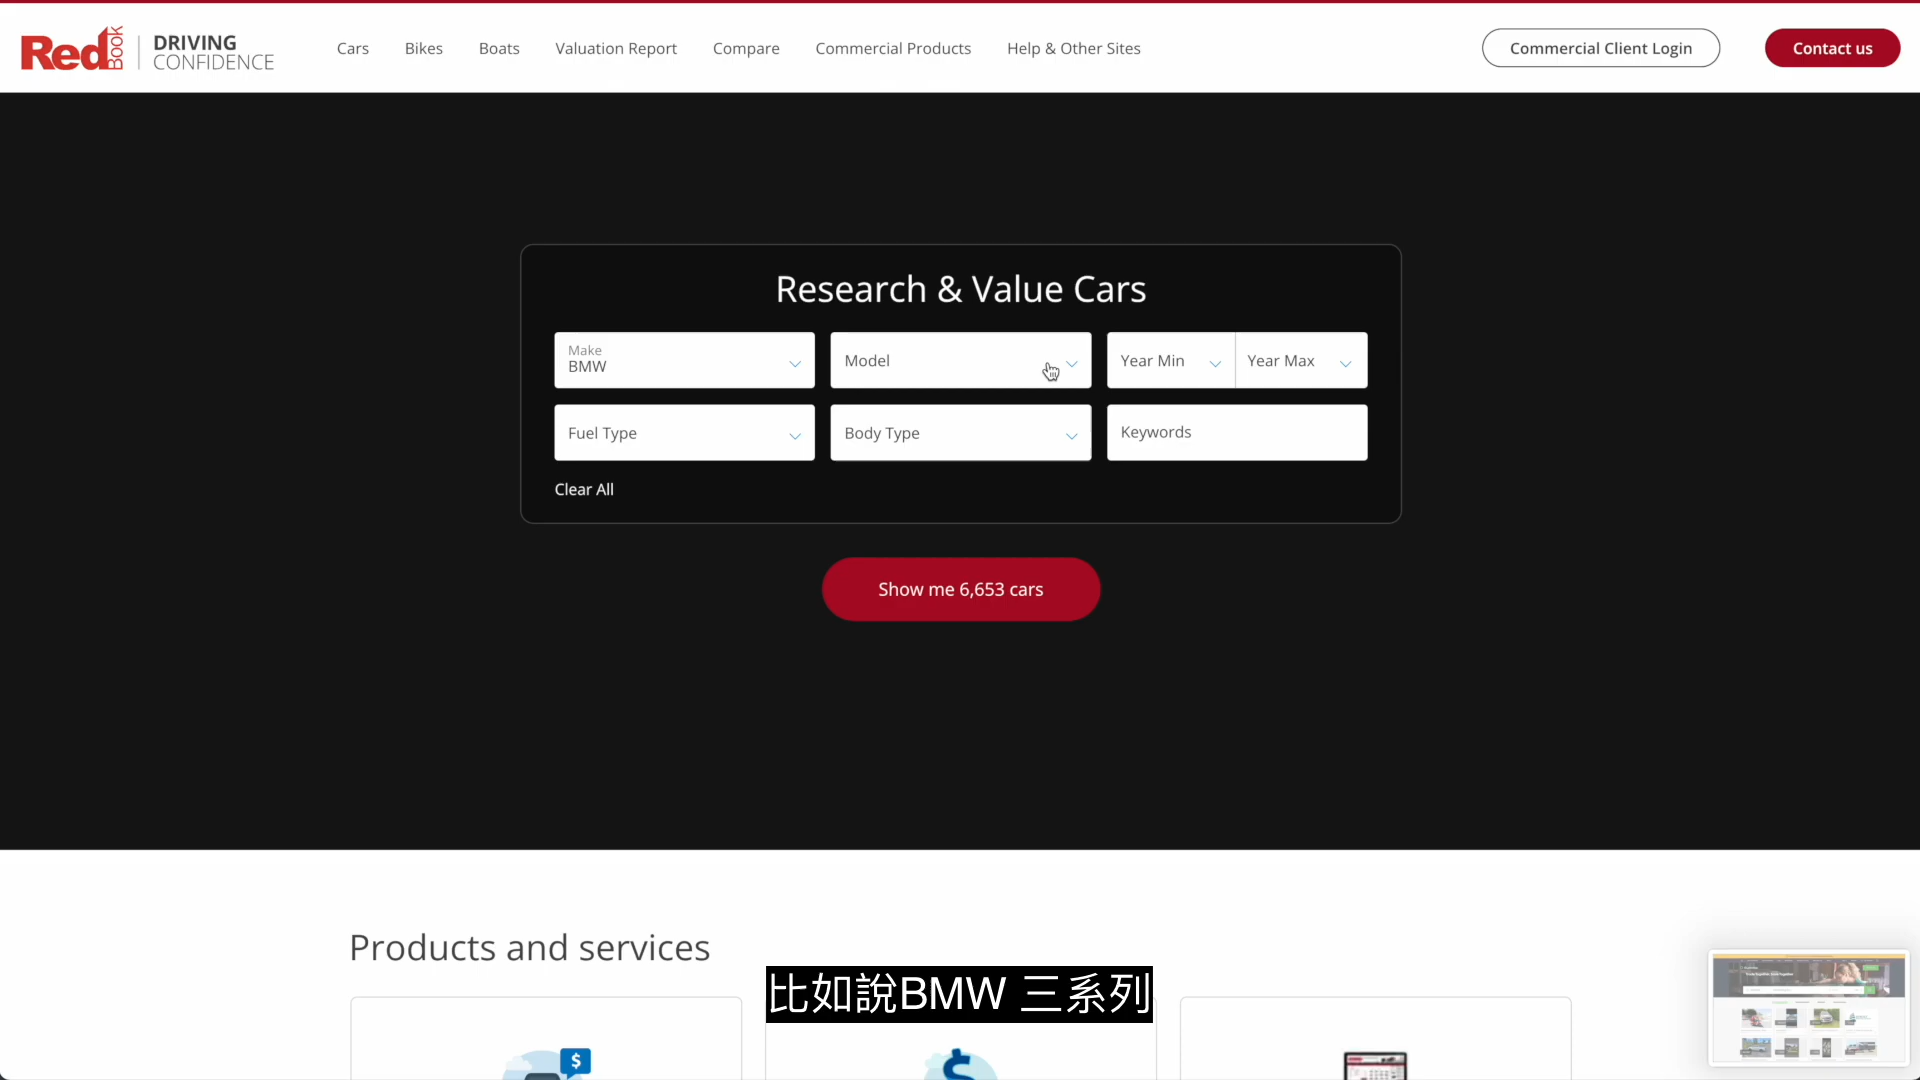 Red Book
DRIVING
CONFIDENCE
Cars
Bikes
Boats
Valuation Report
Compare
Commercial Products
Help & Other Sites
Commercial Client Login
Contact us
Research & Value Cars
Make
BMW
Model
Year Min
Year Max
Fuel Type
Body Type
Keywords
Clear All
Show me 6,653 cars
Products and services
比如說BMW 三系列
$
$